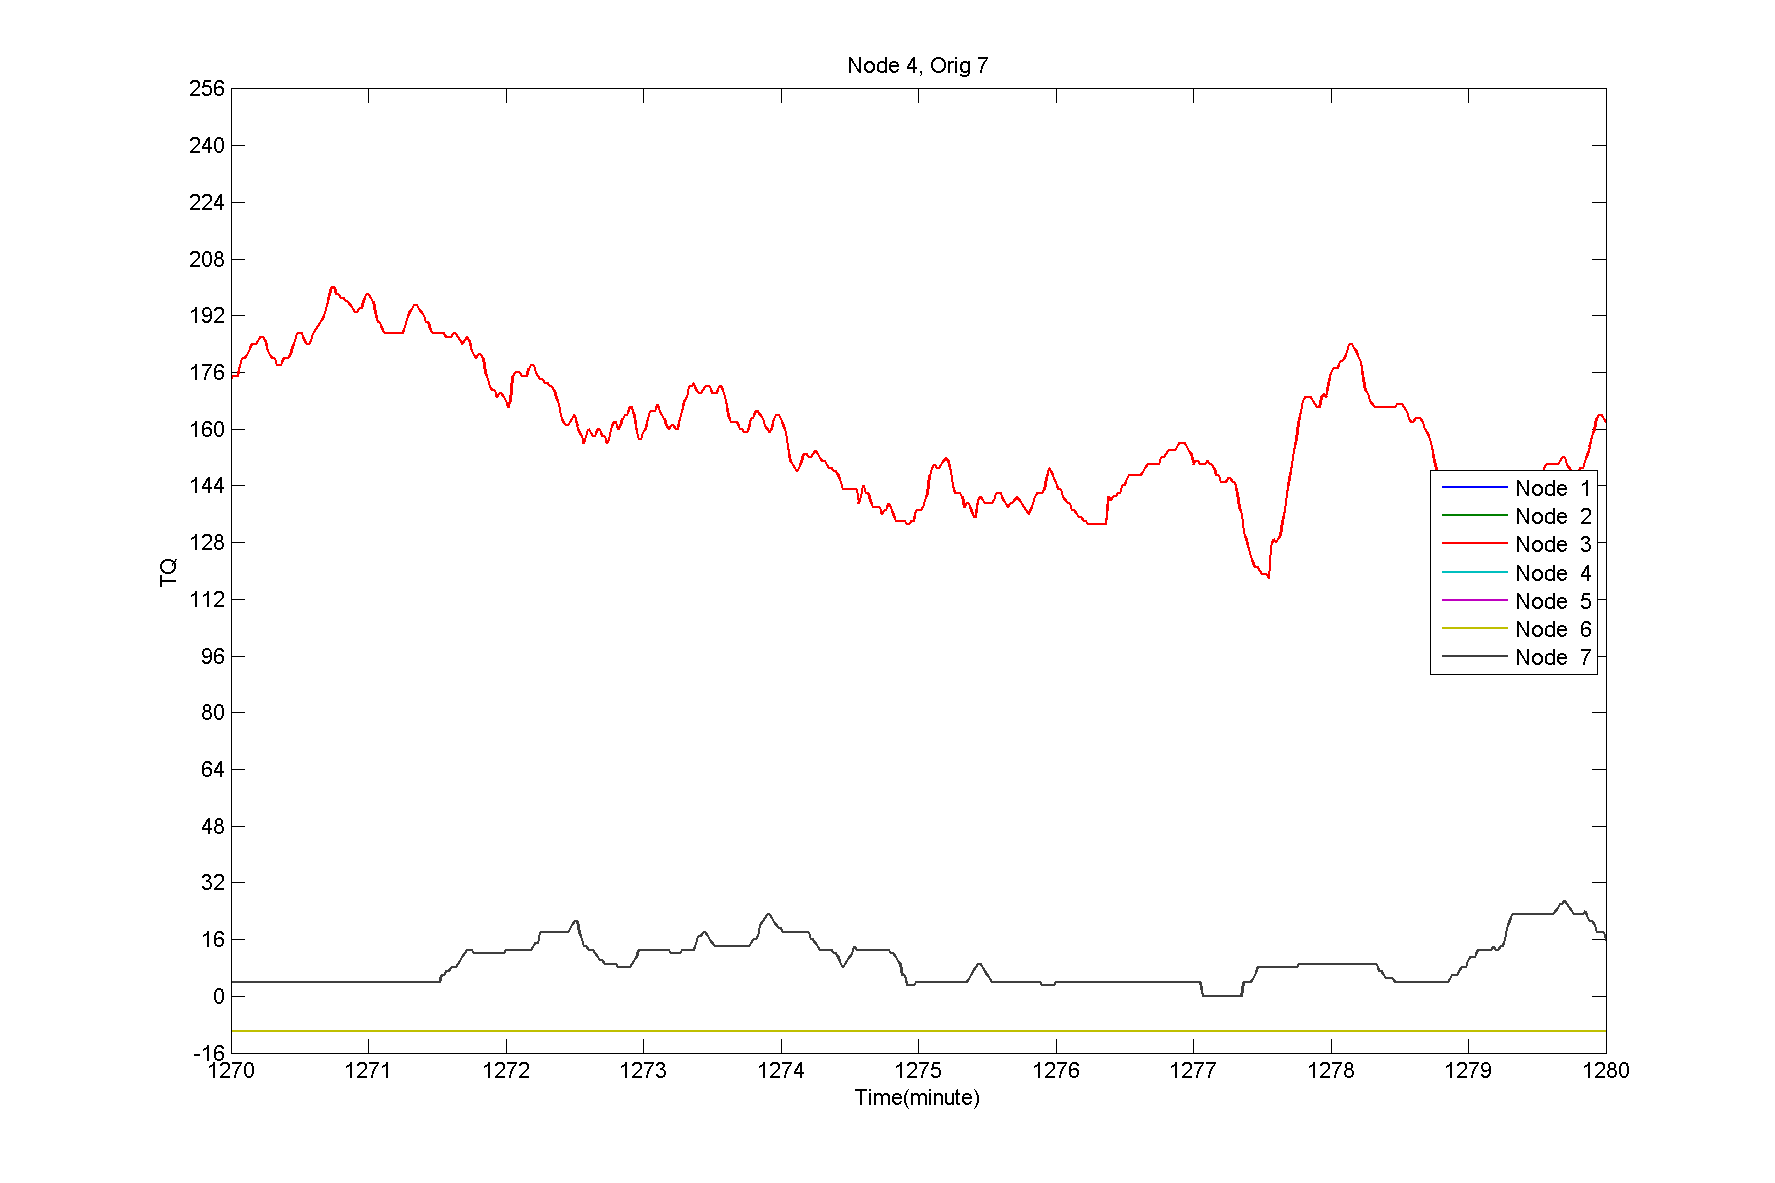 Node 4, Orig 7
256
240
224
208
192
176
160
144
128
112
96
80
64
48
32
16
0
-16
TQ
Node 1
Node 2
Node 3
Node 4
Node 5
Node 6
Node 7
1270 1271 1272 1273 1274 1275 1276 1277 1278 1279 1280
Time(minute)